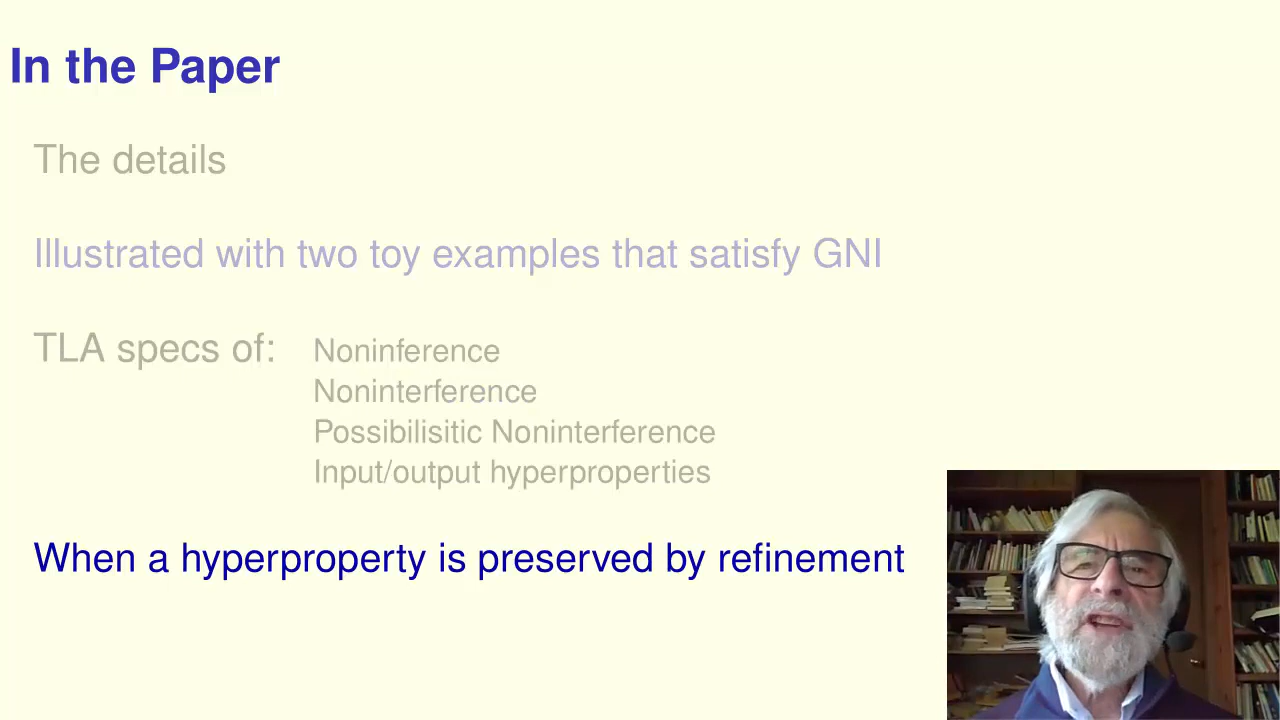 In the Paper
The details
Illustrated with two toy examples that satisfy GNI
TLA specs of: Noninference
Noninterference
Possibilisitic Noninterference
Input/output hyperproperties
When a hyperproperty is preserved by refinement